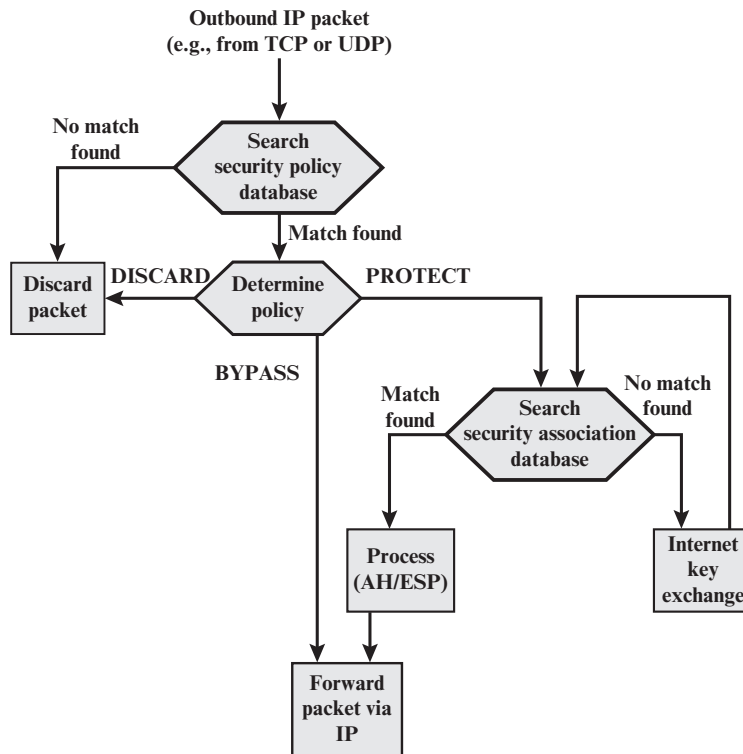 Outbound IP packet
(e.g., from TCP or UDP)
No match
found
Search
security policy
database
Match found
Discard
packet
DISCARD
Determine
policy
PROTECT
BYPASS
Match
found
Search
security association
database
No match
found
Process
(AH/ESP)
Internet
key
exchange
Forward
packet via
IP